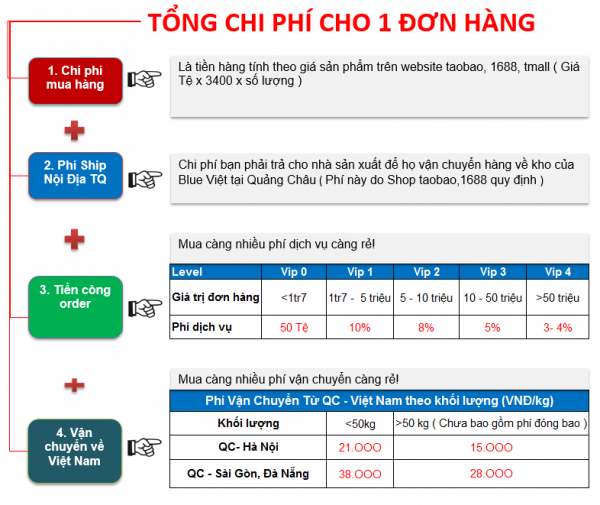 TỔNG CHI PHÍ CHO 1 ĐƠN HÀNG
1. Chi phí
mua hàng
Là tiền hàng tính theo giá sản phẩm trên website taobao, 1688, tmall ( Giá
Tệ x 3400 x số lượng )
2. Phí Ship
Nội Địa TQ
Chi phí bạn phải trả cho nhà sản xuất để họ vận chuyển hàng về kho của
Blue Việt tại Quảng Châu ( Phí này do Shop taobao,1688 quy định )
3. Tiền công
order
Mua càng nhiều phí dịch vụ càng rẻ!
Level Vip 0 Vip 1 Vip 2 Vip 3 Vip 4
Giá trị đơn hàng <1tr7 1tr7 - 5 triệu 5 - 10 triệu 10 - 50 triệu >50 triệu
Phí dịch vụ 50 Tệ 10% 8% 5% 3- 4%
4. Vận
chuyển về
Việt Nam
Mua càng nhiều phí vận chuyển càng rẻ!
Phí Vận Chuyển Từ QC - Việt Nam theo khối lượng (VNĐ/kg)
Khối lượng <50kg >50 kg ( Chưa bao gồm phí đóng bao )
QC- Hà Nội 21.OOO 15.OOO
QC - Sài Gòn, Đà Nẵng 38.OOO 28.OOO